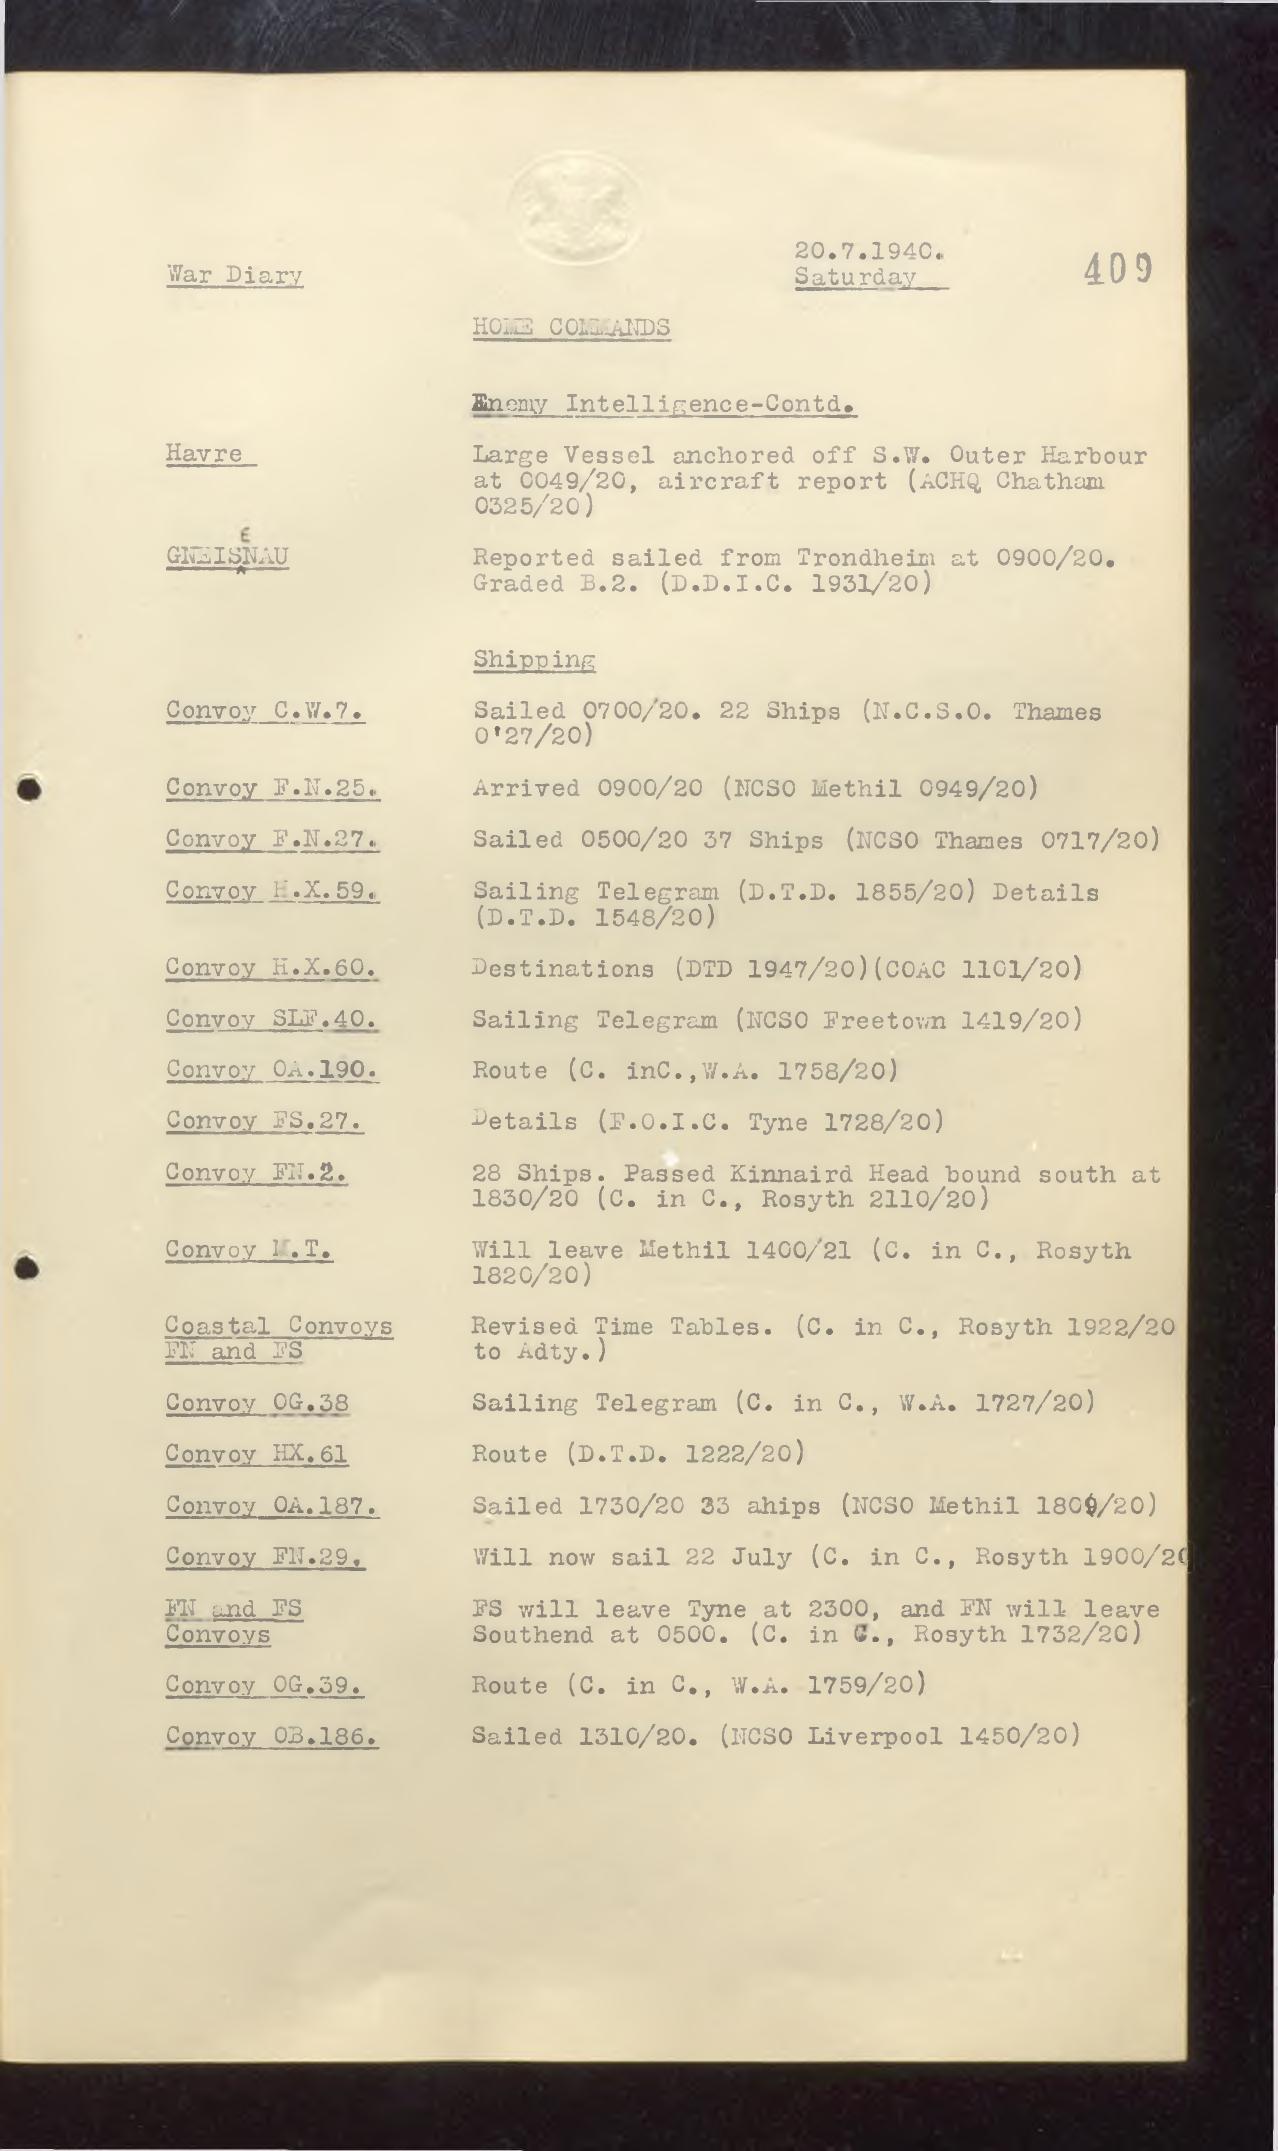 War Diary
20.7.1940.
Saturday
409
HOME COMMANDS
Enemy Intelligence-Contd.
Havre
Large Vessel anchored off S.W. Outer Harbour
at 0049/20, aircraft report (ACHQ Chatham
0325/20)
GNEISENAU
Reported sailed from Trondheim at 0900/20.
Graded B.2. (D.D.I.C. 1931/20)
Shipping
Convoy C.W.7.
Sailed 0700/20. 22 Ships (N.C.S.O. Thames
0'27/20)
Convoy F.N.25.
Arrived 0900/20 (NCSO Methil 0949/20)
Convoy F.N.27.
Sailed 0500/20 37 Ships (NCSO Thames 0717/20)
Convoy H.X.59.
Sailing Telegram (D.T.D. 1855/20) Details
(D.T.D. 1548/20)
Convoy H.X.60.
Destinations (DTD 1947/20)(COAC 1101/20)
Convoy SLF.40.
Sailing Telegram (NCSO Freetown 1419/20)
Convoy OA.190.
Route (C. inC.,W.A. 1758/20)
Convoy FS.27.
Details (F.O.I.C. Tyne 1728/20)
Convoy FN.2.
28 Ships. Passed Kinnaird Head bound south at
1830/20 (C. in C., Rosyth 2110/20)
Convoy M.T.
Will leave Methil 1400/21 (C. in C., Rosyth
1820/20)
Coastal Convoys
FN and FS
Revised Time Tables. (C. in C., Rosyth 1922/20
to Adty.)
Convoy OG.38
Sailing Telegram (C. in C., W.A. 1727/20)
Convoy HX.61
Route (D.T.D. 1222/20)
Convoy OA.187.
Sailed 1730/20 33 ahips (NCSO Methil 1809/20)
Convoy FN.29.
Will now sail 22 July (C. in C., Rosyth 1900/20
FN and FS
Convoys
FS will leave Tyne at 2300, and FN will leave
Southend at 0500. (C. in C., Rosyth 1732/20)
Convoy OG.39.
Route (C. in C., W.A. 1759/20)
Convoy OB.186.
Sailed 1310/20. (NCSO Liverpool 1450/20)